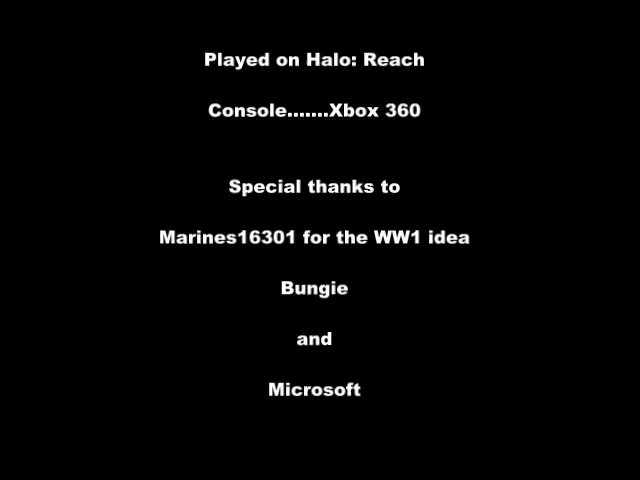 Played on Halo: Reach
Console.......Xbox 360
Special thanks to
Marines16301 for the WW1 idea
Bungie
and
Microsoft